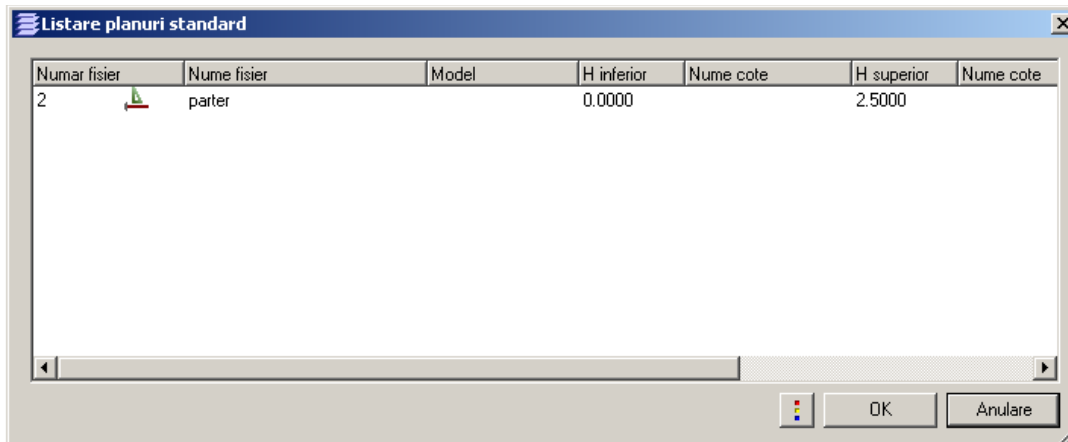 Listare planuri standard
Numar fisier Nume fisier Model H inferior Nume cote H superior Nume cote
2 parter 0.0000 2.5000
OK Anulare